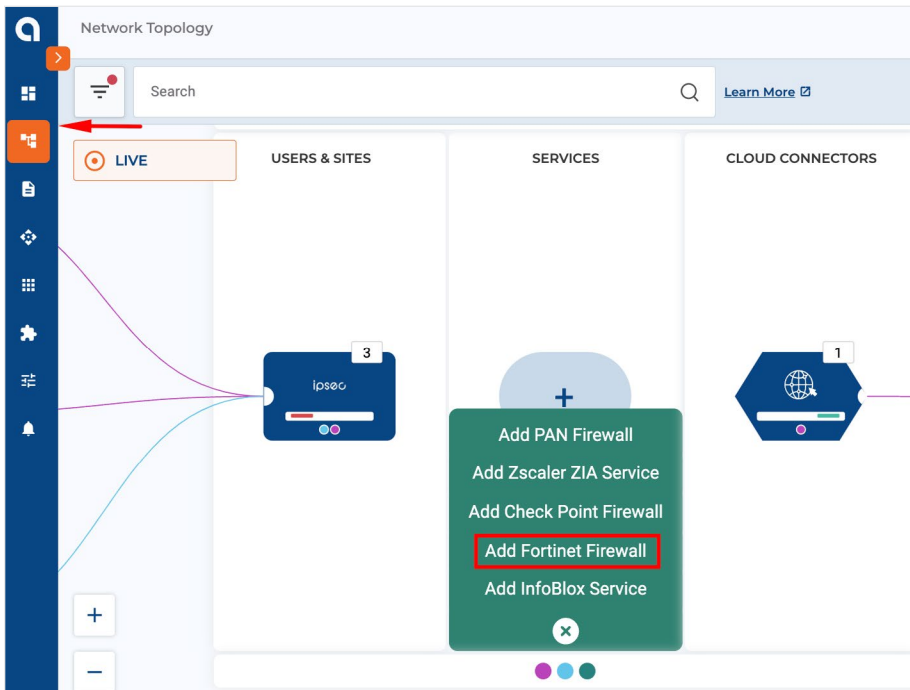 Network Topology
Search
Learn More
LIVE
USERS & SITES
SERVICES
CLOUD CONNECTORS
3
1
ipsec
Add PAN Firewall
Add Zscaler ZIA Service
Add Check Point Firewall
Add Fortinet Firewall
Add InfoBlox Service